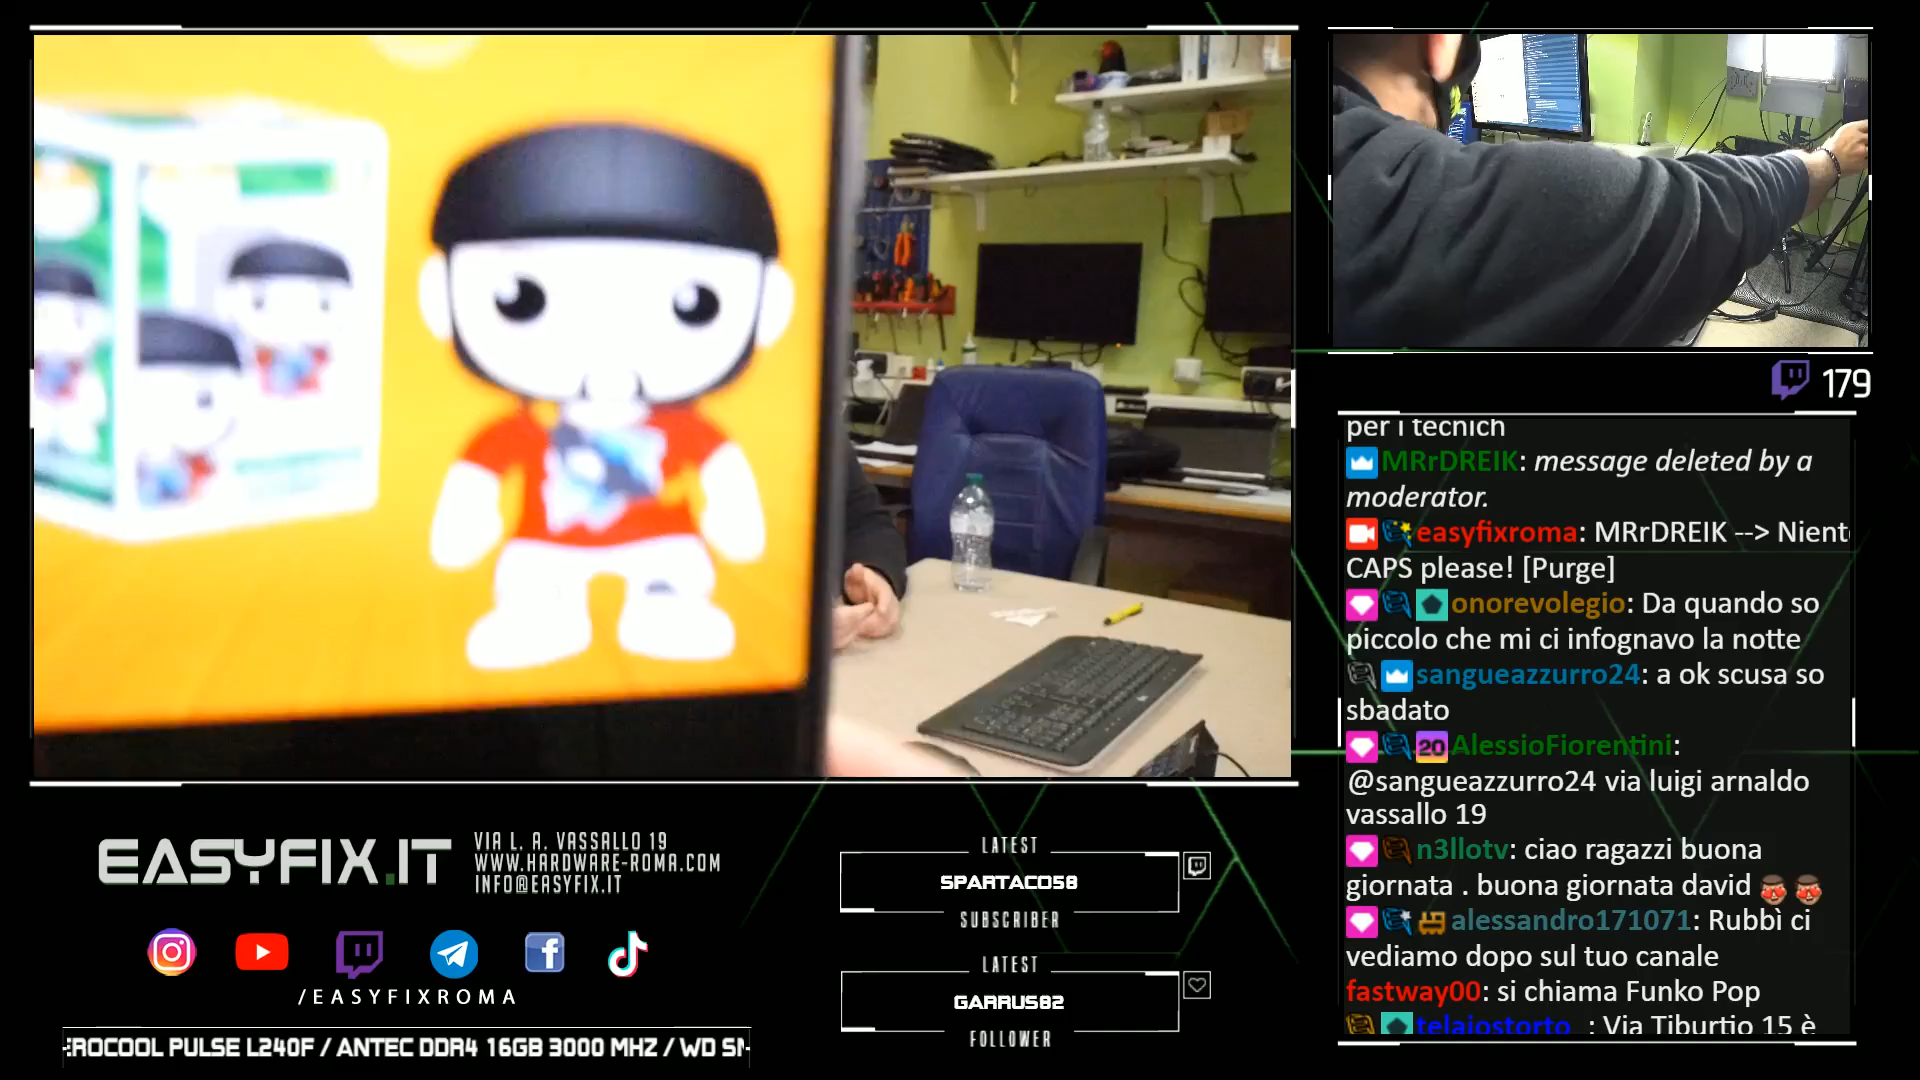 179
per i tecnich
MRrDREIK: message deleted by a
moderator.
easyfixroma: MRrDREIK --> Nient
CAPS please! [Purge]
onorevolegio: Da quando so
piccolo che mi ci infognavo la notte
sangueazzurro24: a ok scusa so
sbadato
20 AlessioFiorentini:
@sangueazzurro24 via luigi arnaldo
vassallo 19
n3llotv: ciao ragazzi buona
giornata . buona giornata david
alessandro171071: Rubbì ci
vediamo dopo sul tuo canale
fastway00: si chiama Funko Pop
telaiostorto_: Via Tiburtio 15 è
EASYFIX.IT
VIA L. A. VASSALLO 19
WWW.HARDWARE-ROMA.COM
INFO@EASYFIX.IT
/EASYFIXROMA
LATEST
SPARTACO58
SUBSCRIBER
LATEST
GARRUS82
FOLLOWER
EROCOOL PULSE L240F / ANTEC DDR4 16GB 3000 MHZ / WD SN